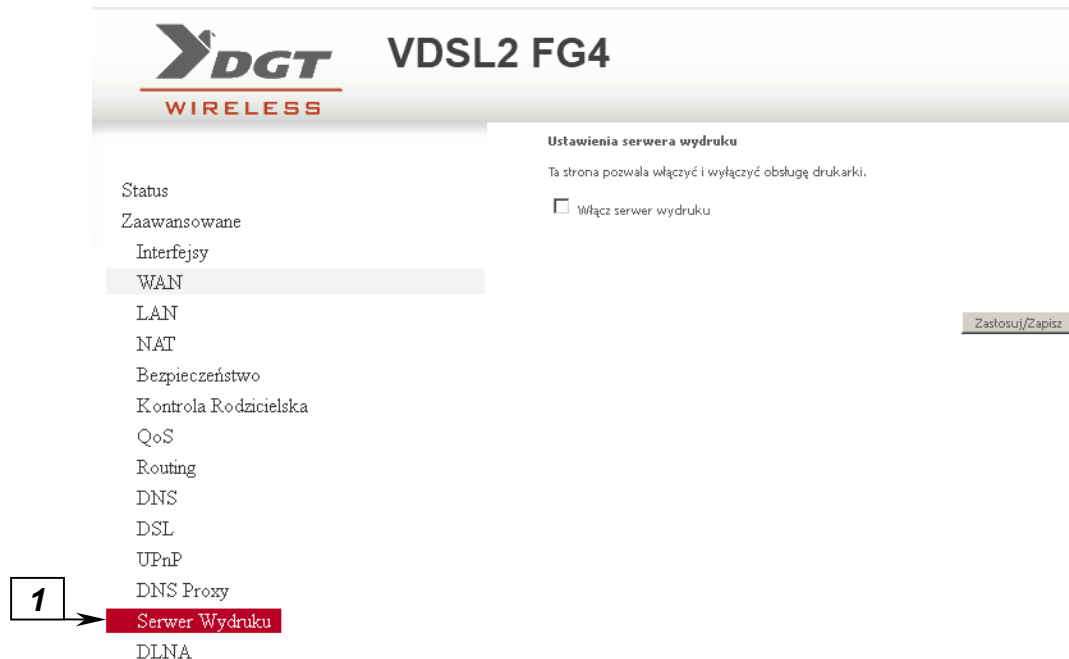 DGT
WIRELESS
VDSL2 FG4
Ustawienia serwera wydruku
Ta strona pozwala włączyć i wyłączyć obsługę drukarki.
Włącz serwer wydruku
Zastosuj/Zapisz
Status
Zaawansowane
Interfejsy
WAN
LAN
NAT
Bezpieczeństwo
Kontrola Rodzicielska
QoS
Routing
DNS
DSL
UPnP
DNS Proxy
1
Serwer Wydruku
DLNA